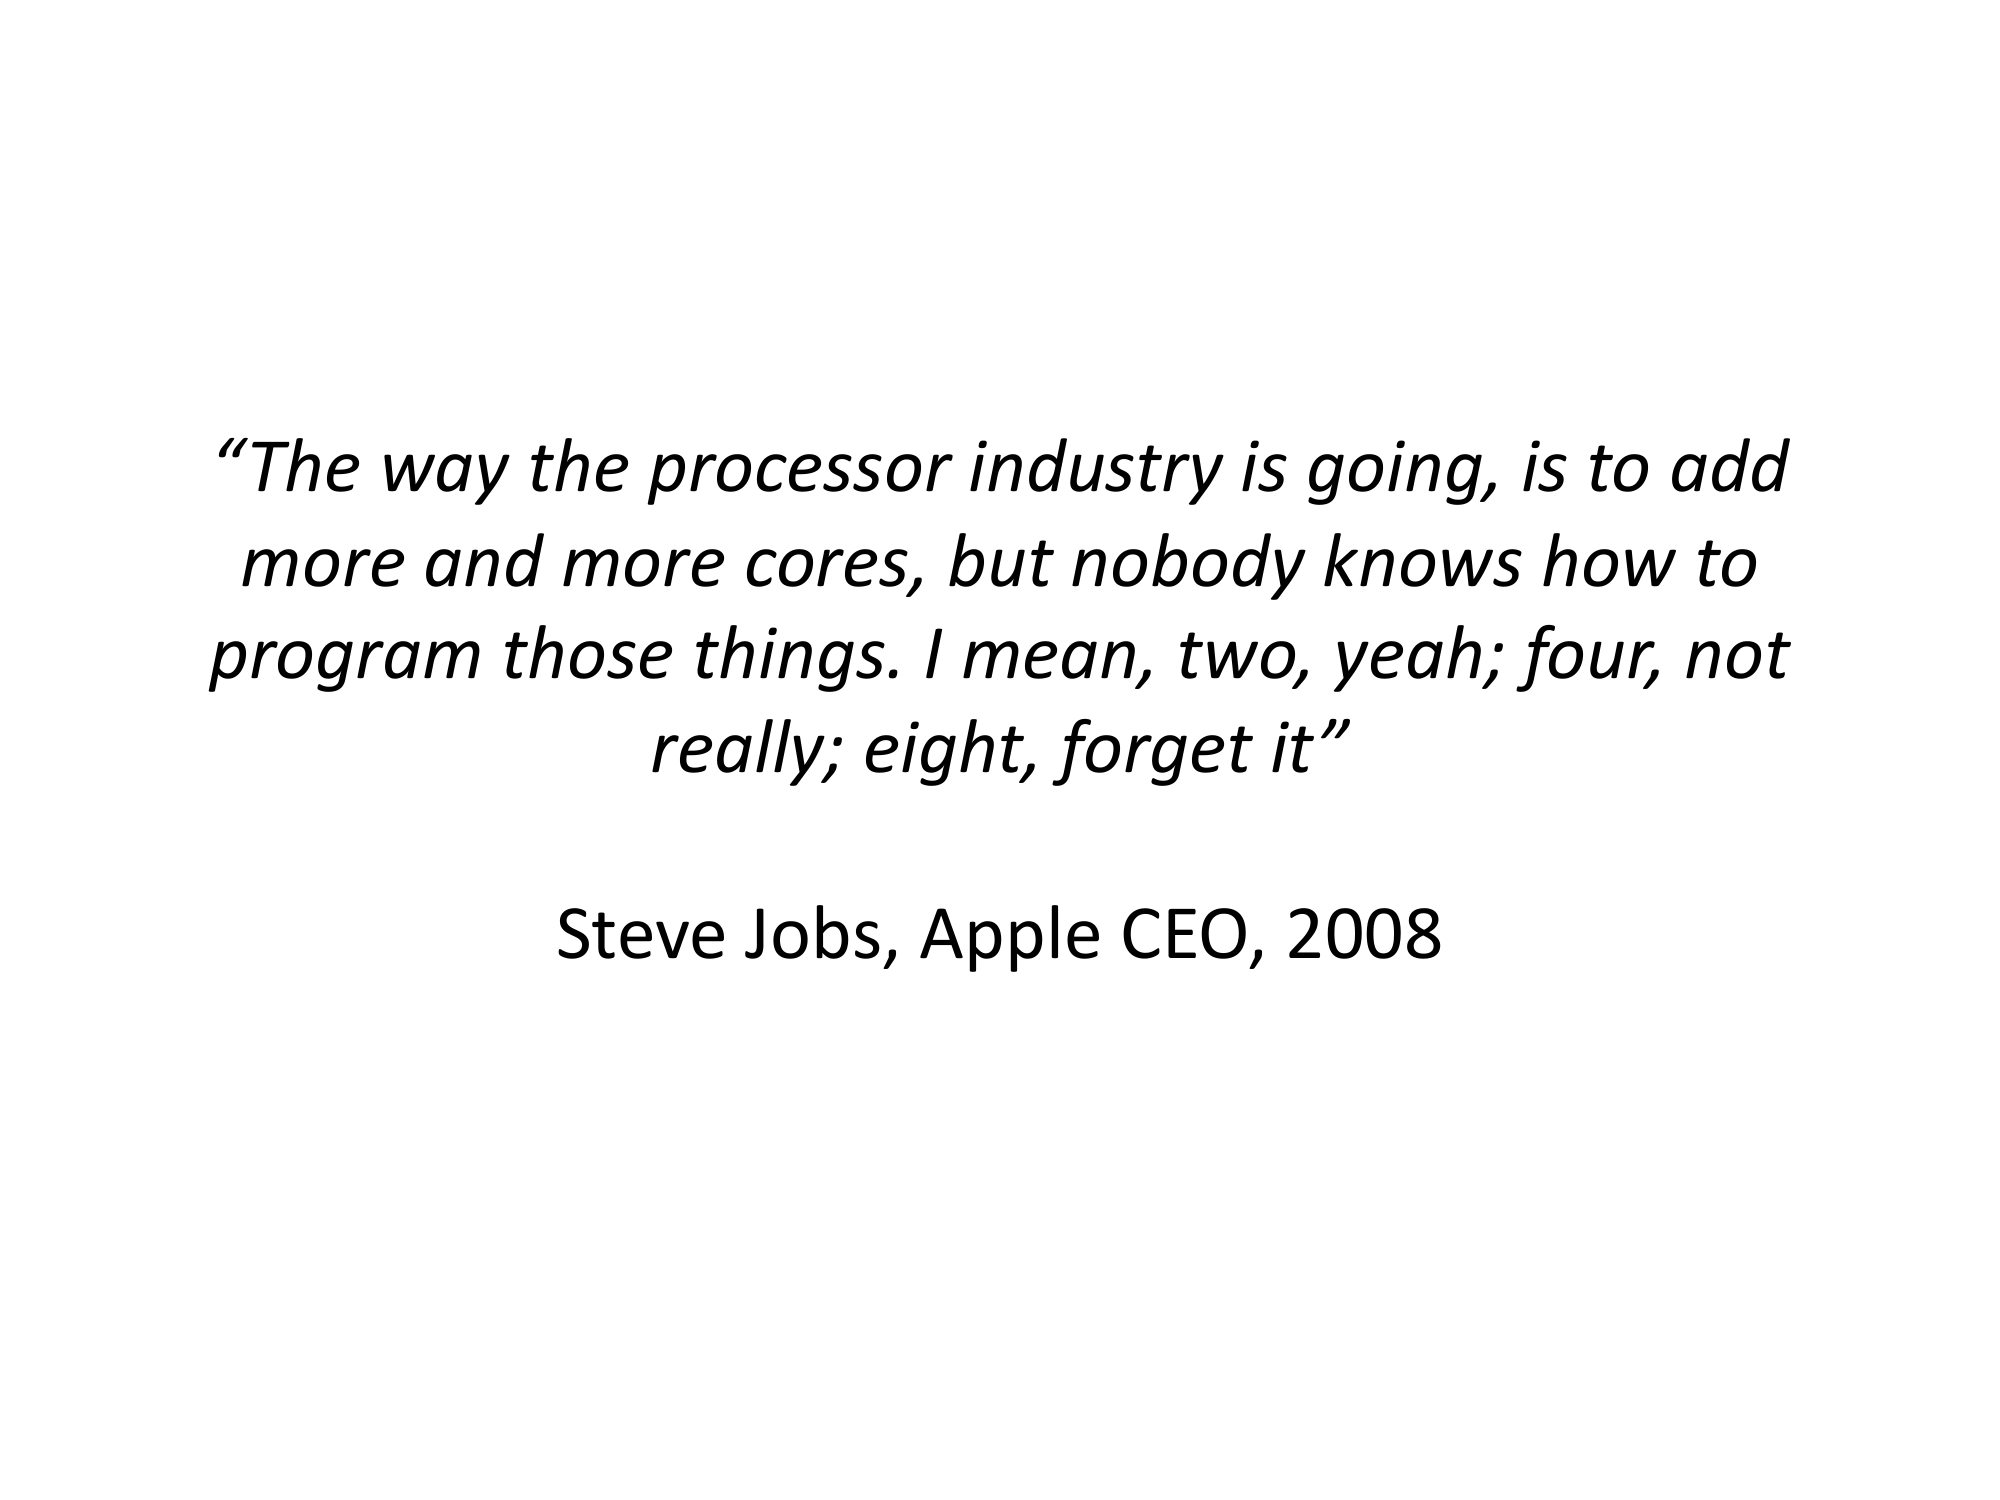 “The way the processor industry is going, is to add
more and more cores, but nobody knows how to
program those things. I mean, two, yeah; four, not
really; eight, forget it”
Steve Jobs, Apple CEO, 2008